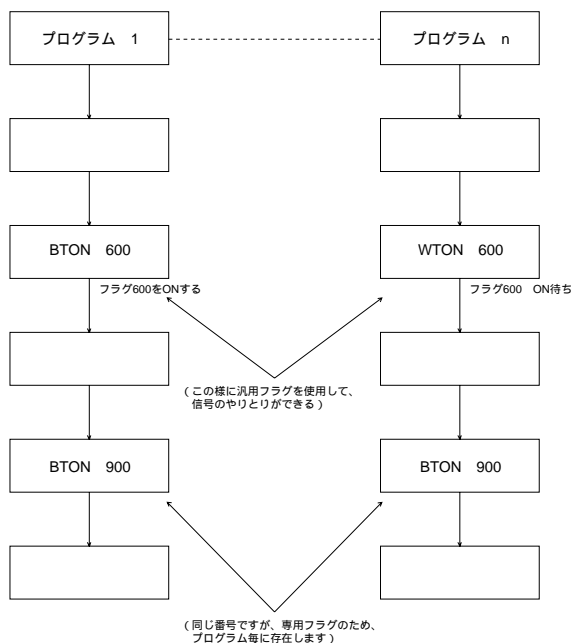 プログラム　1
プログラム　n
BTON　600
WTON　600
フラグ600をONする
フラグ600　ON待ち
（この様に汎用フラグを使用して、
信号のやりとりができる）
BTON　900
BTON　900
（同じ番号ですが、専用フラグのため、
プログラム毎に存在します）